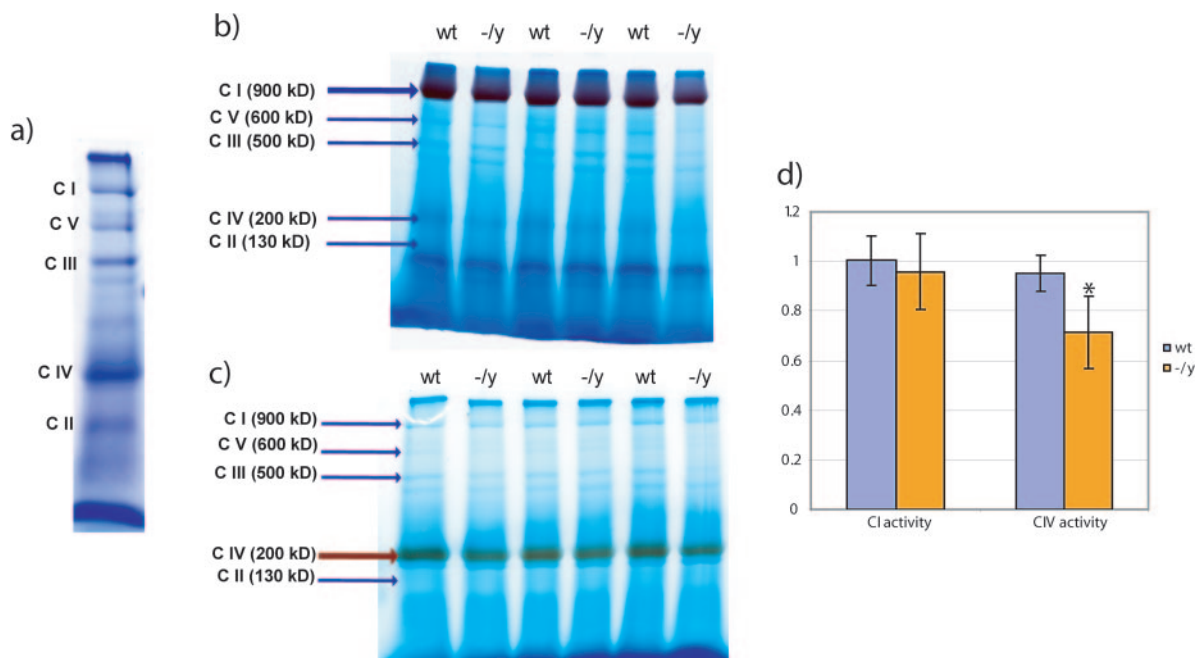 a)
C I
C V
C III
C IV
C II
b)
wt -/y wt -/y wt -/y
C I (900 kD)
C V (600 kD)
C III (500 kD)
C IV (200 kD)
C II (130 kD)
c)
wt -/y wt -/y wt -/y
C I (900 kD)
C V (600 kD)
C III (500 kD)
C IV (200 kD)
C II (130 kD)
d)
1.2
1
0.8
0.6
0.4
0.2
0
*
CI activity CIV activity
wt
-/y